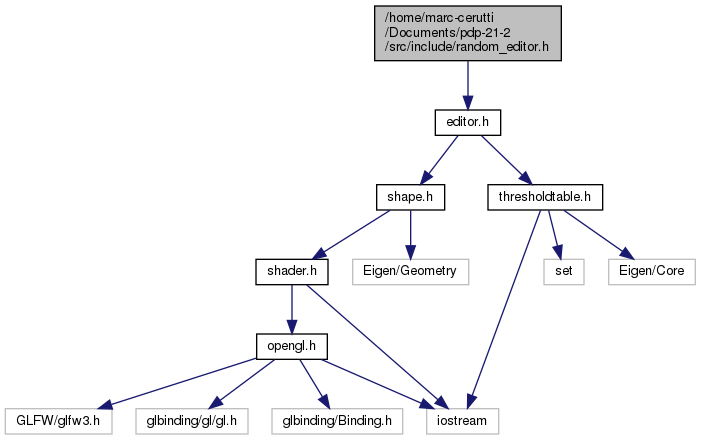 /home/marc-cerutti
/Documents/pdp-21-2
/src/include/random_editor.h
editor.h
shape.h
thresholdtable.h
shader.h
Eigen/Geometry
set
Eigen/Core
opengl.h
GLFW/glfw3.h
glbinding/gl/gl.h
glbinding/Binding.h
iostream